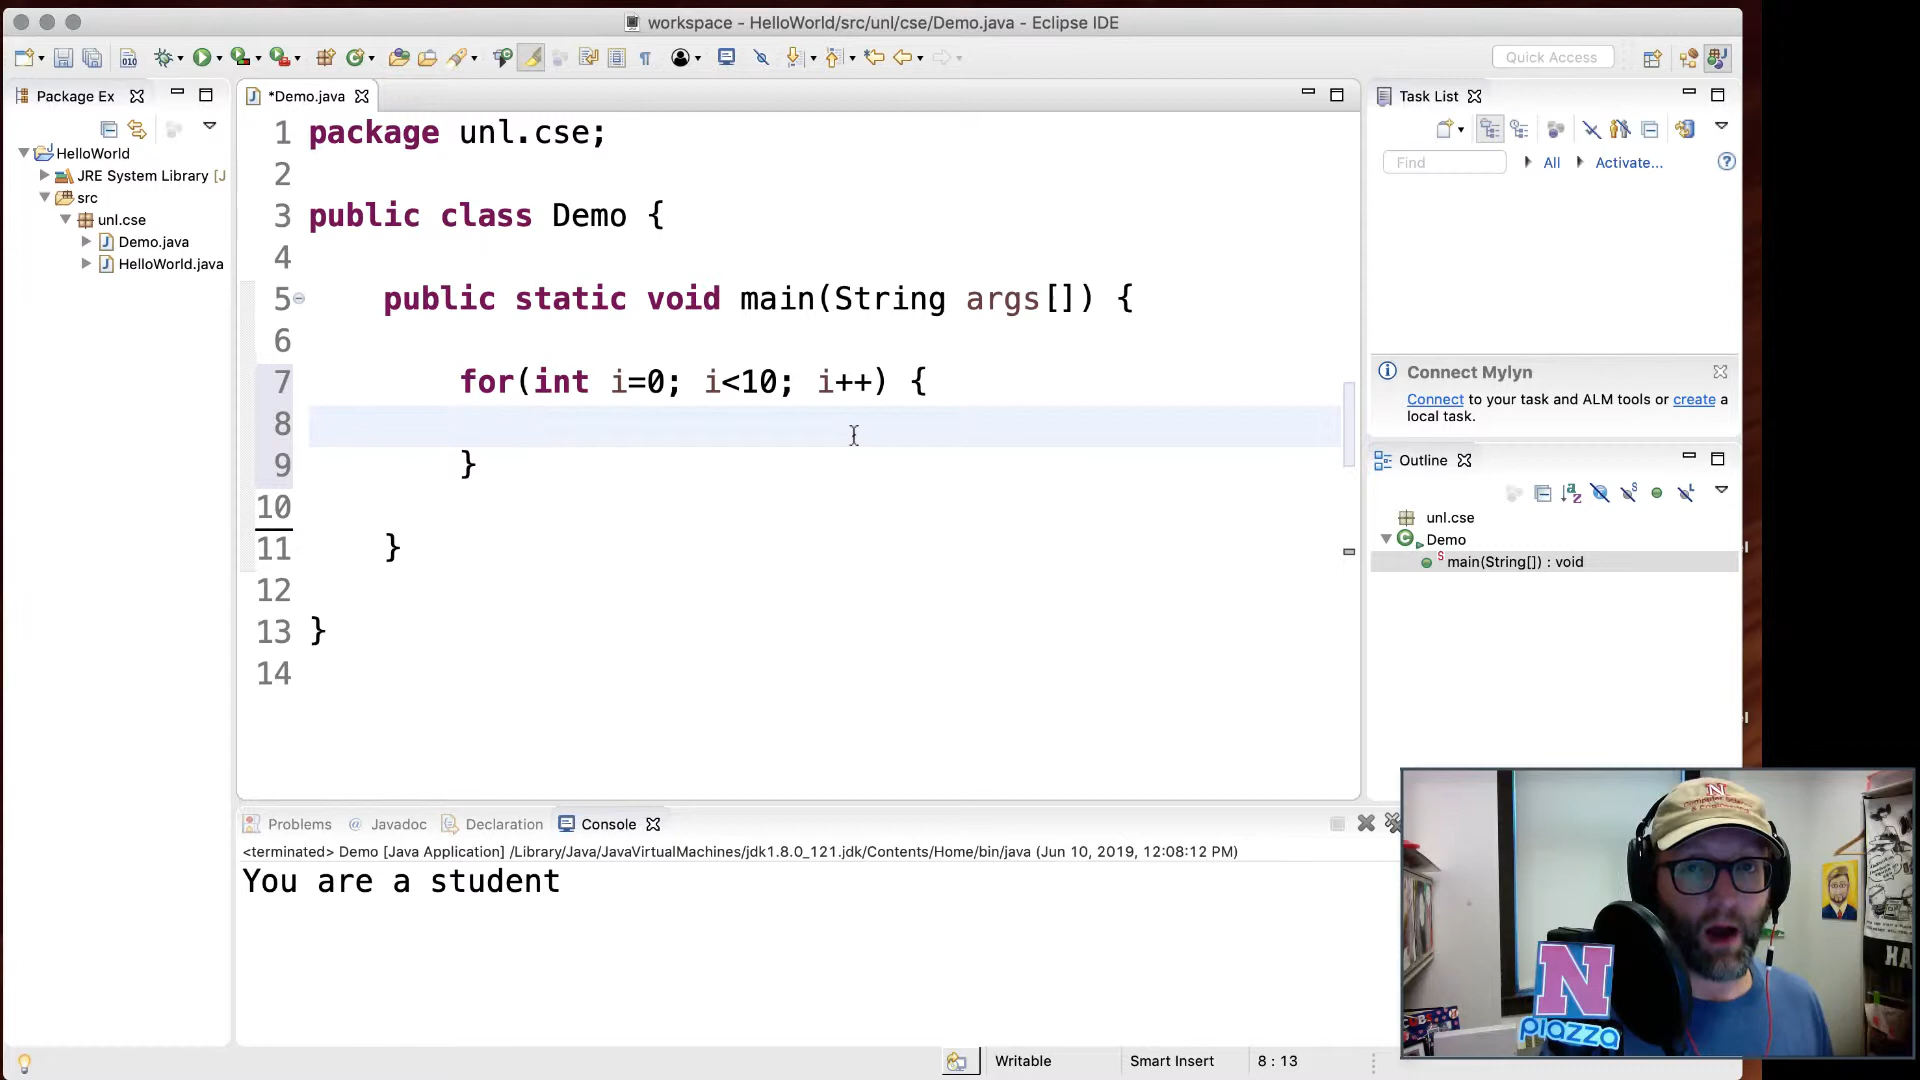 workspace - HelloWorld/src/unl/cse/Demo.java - Eclipse IDE
Quick Access
Package Ex
*Demo.java
Task List
HelloWorld
JRE System Library [J
src
unl.cse
Demo.java
HelloWorld.java
1 package unl.cse;
2
3 public class Demo {
4
5 public static void main(String args[]) {
6
7 for(int i=0; i<10; i++) {
8
9 }
10
11 }
12
13 }
14
Find
All
Activate...
Connect Mylyn
Connect to your task and ALM tools or create a
local task.
Outline
unl.cse
Demo
main(String[]) : void
Problems
@ Javadoc
Declaration
Console
<terminated> Demo [Java Application] /Library/Java/JavaVirtualMachines/jdk1.8.0_121.jdk/Contents/Home/bin/java (Jun 10, 2019, 12:08:12 PM)
You are a student
N
Computer Science
& Engineering
HA
N
piazza
Writable
Smart Insert
8 : 13